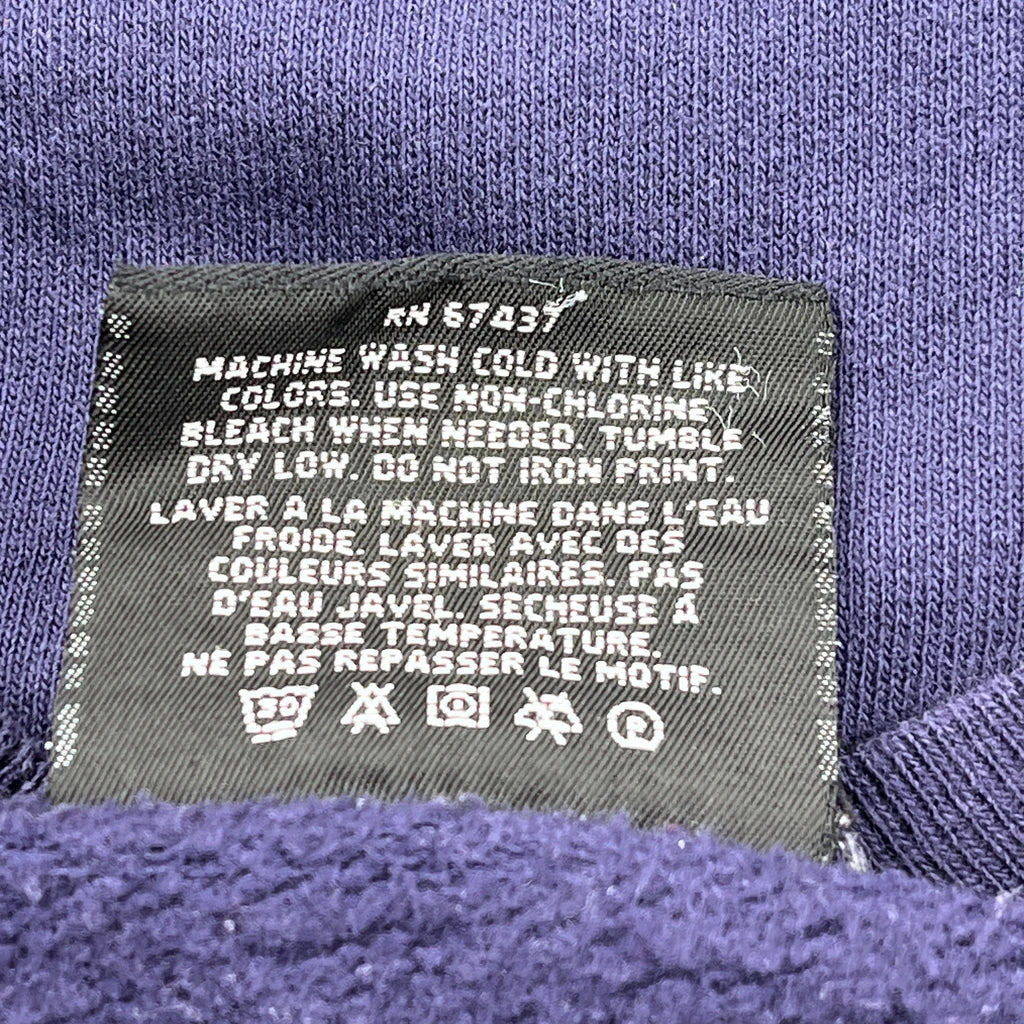 RN 67437
MACHINE WASH COLD WITH LIKE
COLORS. USE NON-CHLORINE
BLEACH WHEN NEEDED. TUMBLE
DRY LOW. DO NOT IRON PRINT.
LAVER À LA MACHINE DANS L'EAU
FROIDE. LAVER AVEC DES
COULEURS SIMILAIRES. PAS
D'EAU JAVEL. SECHEUSE À
BASSE TEMPERATURE.
NE PAS REPASSER LE MOTIF.
30 P